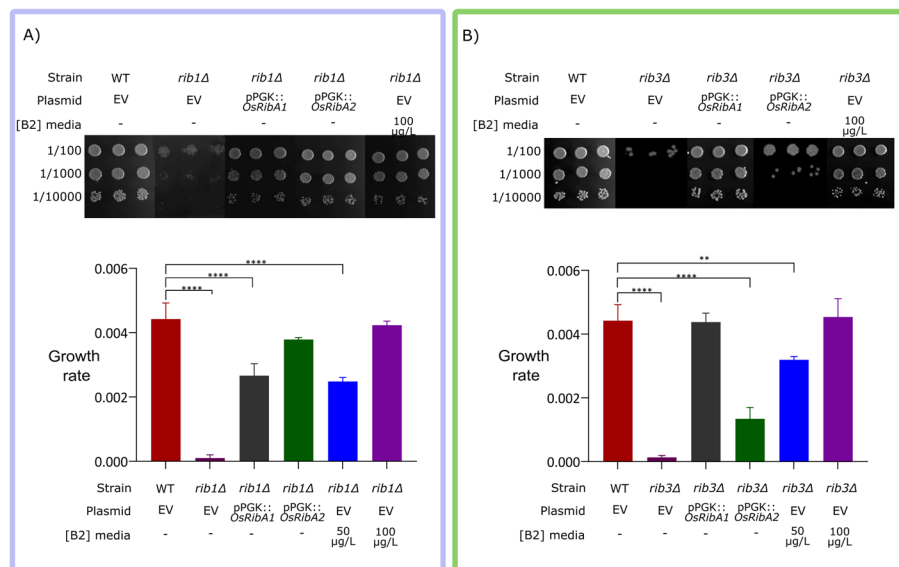 A)
Strain WT rib1Δ rib1Δ rib1Δ rib1Δ
Plasmid EV EV pPGK::OsRibA1 pPGK::OsRibA2 EV
[B2] media - - - - 100 µg/L
1/100
1/1000
1/10000
0.006
0.004
0.002
0.000
Growth rate
**** **** ****
Strain WT rib1Δ rib1Δ rib1Δ rib1Δ rib1Δ
Plasmid EV EV pPGK::OsRibA1 pPGK::OsRibA2 EV EV
[B2] media - - - - 50 µg/L 100 µg/L
B)
Strain WT rib3Δ rib3Δ rib3Δ rib3Δ
Plasmid EV EV pPGK::OsRibA1 pPGK::OsRibA2 EV
[B2] media - - - - 100 µg/L
1/100
1/1000
1/10000
0.006
0.004
0.002
0.000
Growth rate
** **** ****
Strain WT rib3Δ rib3Δ rib3Δ rib3Δ rib3Δ
Plasmid EV EV pPGK::OsRibA1 pPGK::OsRibA2 EV EV
[B2] media - - - - 50 µg/L 100 µg/L